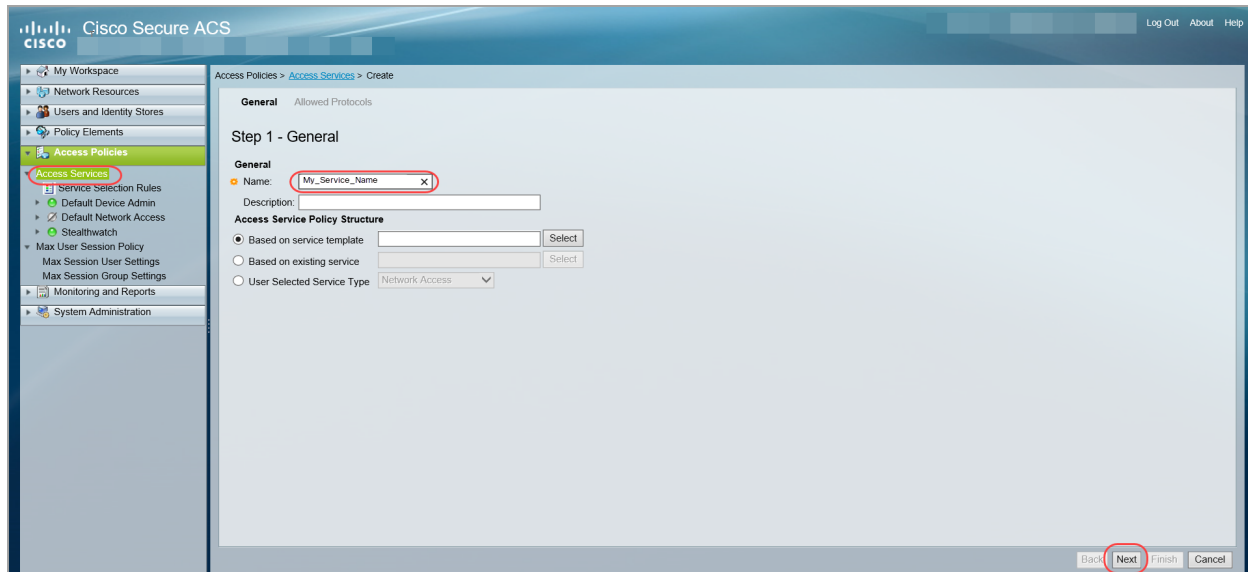 Cisco Secure ACS
CISCO
Log Out About Help
My Workspace
Network Resources
Users and Identity Stores
Policy Elements
Access Policies
Access Services
Service Selection Rules
Default Device Admin
Default Network Access
Stealthwatch
Max User Session Policy
Max Session User Settings
Max Session Group Settings
Monitoring and Reports
System Administration
Access Policies > Access Services > Create
General Allowed Protocols
Step 1 - General
General
Name: My_Service_Name
Description:
Access Service Policy Structure
Based on service template Select
Based on existing service Select
User Selected Service Type Network Access
Back Next Finish Cancel